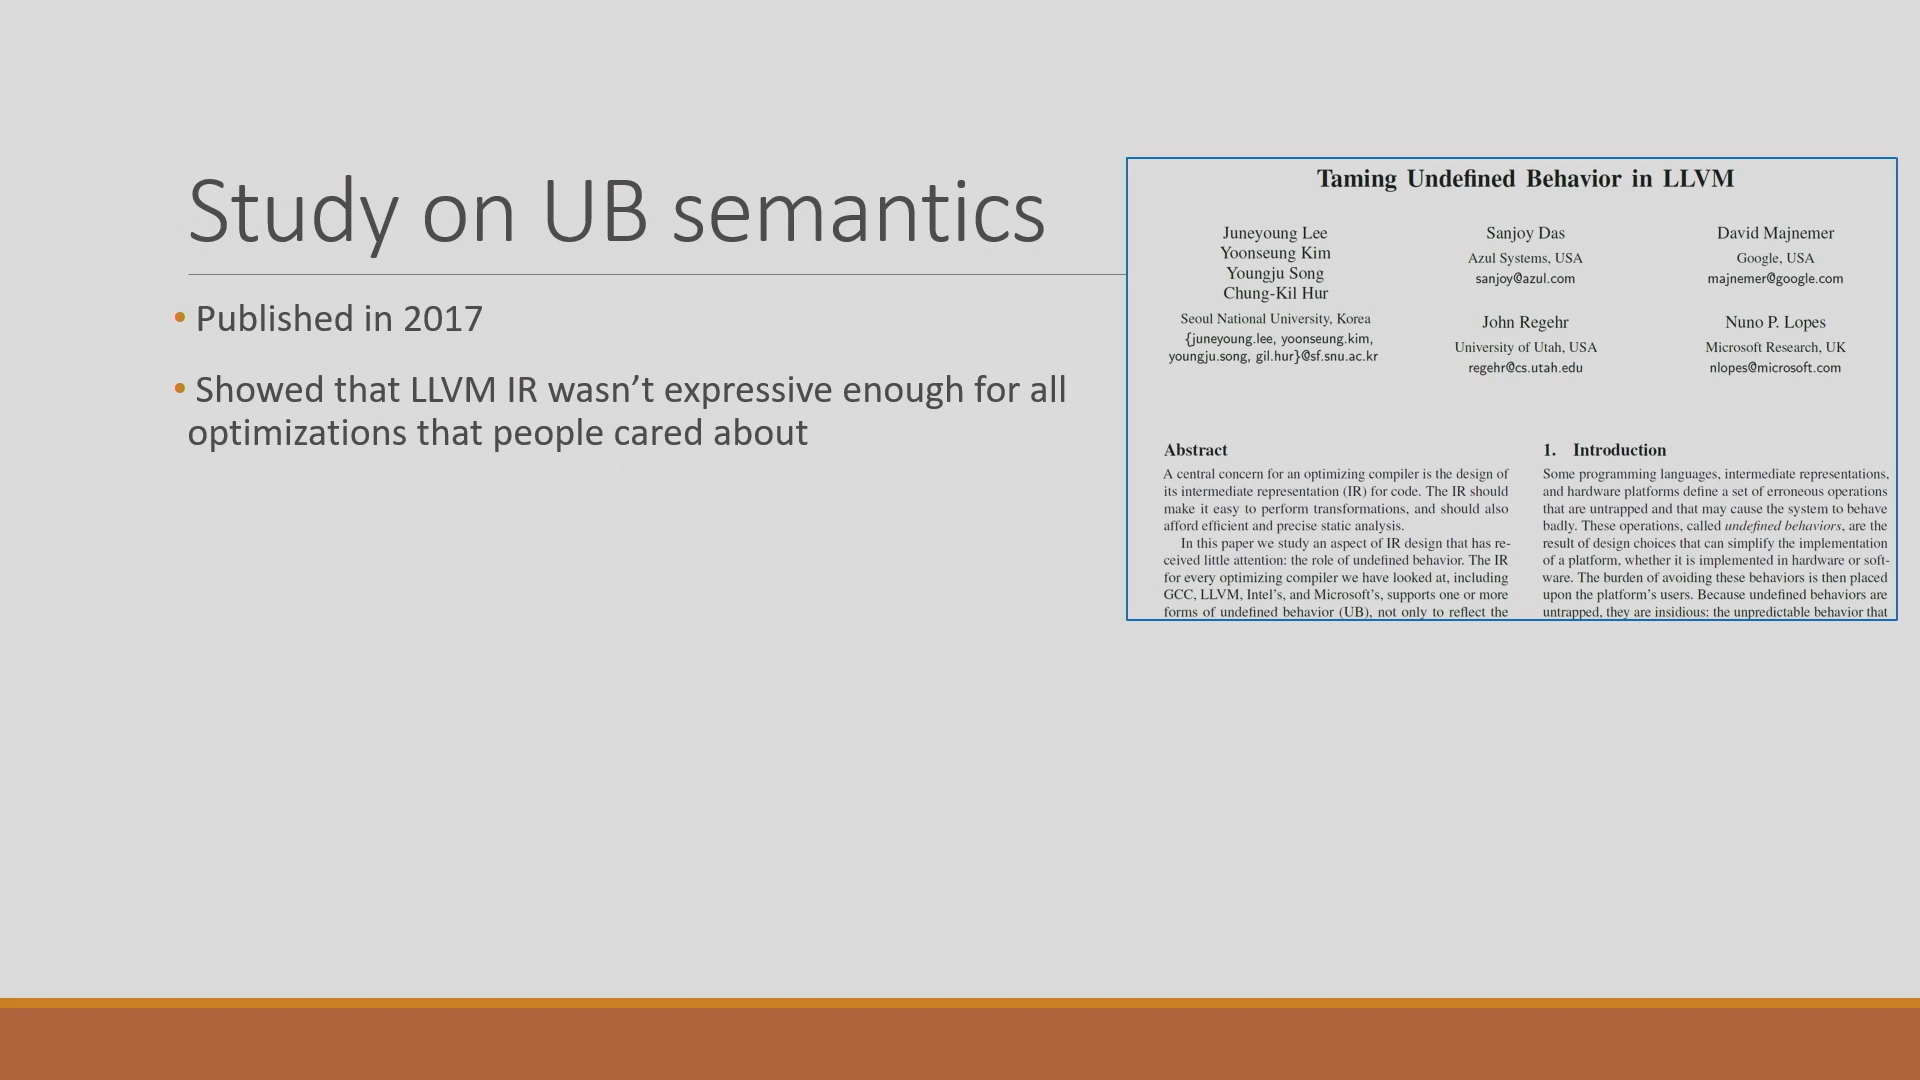 Study on UB semantics
• Published in 2017
• Showed that LLVM IR wasn’t expressive enough for all
optimizations that people cared about
Taming Undefined Behavior in LLVM
Juneyoung Lee
Yoonseung Kim
Youngju Song
Chung-Kil Hur
Seoul National University, Korea
{juneyoung.lee, yoonseung.kim,
youngju.song, gil.hur}@sf.snu.ac.kr
Sanjoy Das
Azul Systems, USA
sanjoy@azul.com
John Regehr
University of Utah, USA
regehr@cs.utah.edu
David Majnemer
Google, USA
majnemer@google.com
Nuno P. Lopes
Microsoft Research, UK
nlopes@microsoft.com
Abstract
A central concern for an optimizing compiler is the design of
its intermediate representation (IR) for code. The IR should
make it easy to perform transformations, and should also
afford efficient and precise static analysis.
In this paper we study an aspect of IR design that has re-
ceived little attention: the role of undefined behavior. The IR
for every optimizing compiler we have looked at, including
GCC, LLVM, Intel’s, and Microsoft’s, supports one or more
forms of undefined behavior (UB), not only to reflect the
1. Introduction
Some programming languages, intermediate representations,
and hardware platforms define a set of erroneous operations
that are untrapped and that may cause the system to behave
badly. These operations, called undefined behaviors, are the
result of design choices that can simplify the implementation
of a platform, whether it is implemented in hardware or soft-
ware. The burden of avoiding these behaviors is then placed
upon the platform’s users. Because undefined behaviors are
untrapped, they are insidious: the unpredictable behavior that